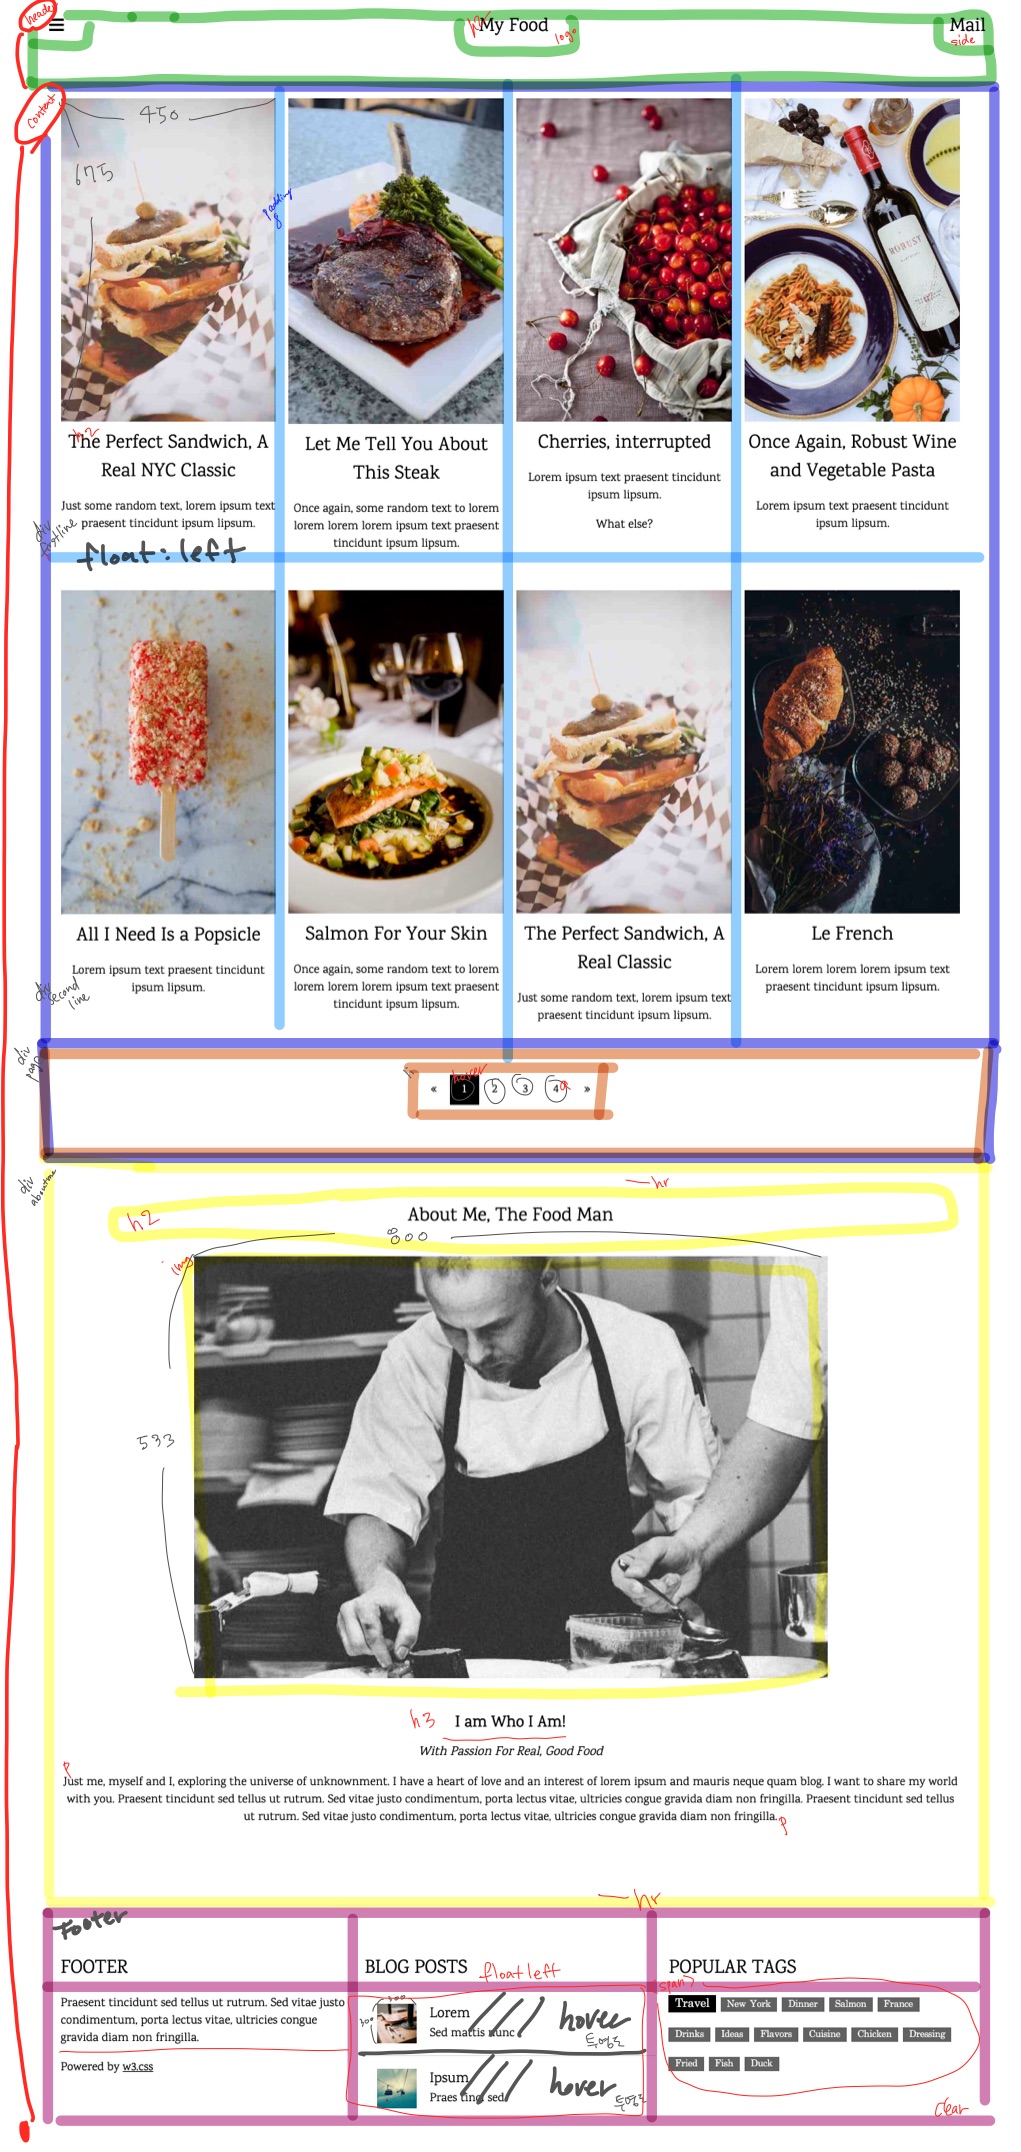 header
☰
h2
My Food
logo
Mail
side
content
450
675
padding
8
h2
The Perfect Sandwich, A
Real NYC Classic
Just some random text, lorem ipsum text
praesent tincidunt ipsum lipsum.
Let Me Tell You About
This Steak
Once again, some random text to lorem
lorem lorem lorem ipsum text praesent
tincidunt ipsum lipsum.
Cherries, interrupted
Lorem ipsum text praesent tincidunt
ipsum lipsum.
What else?
ROBUST
Once Again, Robust Wine
and Vegetable Pasta
Lorem ipsum text praesent tincidunt
ipsum lipsum.
div
firstline
float: left
All I Need Is a Popsicle
Lorem ipsum text praesent tincidunt
ipsum lipsum.
Salmon For Your Skin
Once again, some random text to lorem
lorem lorem lorem ipsum text praesent
tincidunt ipsum lipsum.
The Perfect Sandwich, A
Real Classic
Just some random text, lorem ipsum text
praesent tincidunt ipsum lipsum.
Le French
Lorem lorem lorem lorem ipsum text
praesent tincidunt ipsum lipsum.
div
second
line
div
page
hover
« 1 2 3 4 »
a
div
aboutme
hr
h2
About Me, The Food Man
800
img
533
h3
I am Who I Am!
With Passion For Real, Good Food
p
Just me, myself and I, exploring the universe of unknownment. I have a heart of love and an interest of lorem ipsum and mauris neque quam blog. I want to share my world
with you. Praesent tincidunt sed tellus ut rutrum. Sed vitae justo condimentum, porta lectus vitae, ultricies congue gravida diam non fringilla. Praesent tincidunt sed tellus
ut rutrum. Sed vitae justo condimentum, porta lectus vitae, ultricies congue gravida diam non fringilla.
p
hr
Footer
FOOTER
Praesent tincidunt sed tellus ut rutrum. Sed vitae justo
condimentum, porta lectus vitae, ultricies congue
gravida diam non fringilla.
Powered by w3.css
BLOG POSTS
float left
Lorem
Sed mattis nunc
hover
투명도
Ipsum
Praes tinci sed
hover
투명도
POPULAR TAGS
span
Travel New York Dinner Salmon France
Drinks Ideas Flavors Cuisine Chicken Dressing
Fried Fish Duck
clear